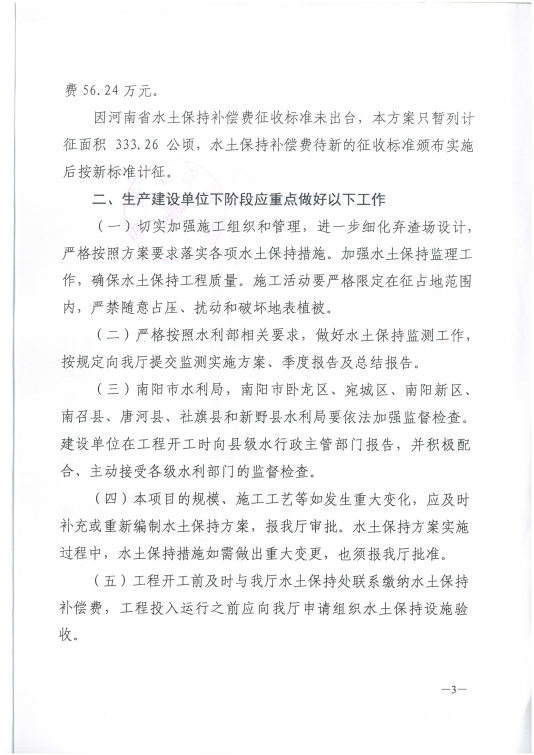 费 56.24 万元。
因河南省水土保持补偿费征收标准未出台，本方案只暂列计
征面积 333.26 公顷，水土保持补偿费待新的征收标准颁布实施
后按新标准计征。
二、生产建设单位下阶段应重点做好以下工作
（一）切实加强施工组织和管理，进一步细化弃渣场设计，
严格按照方案要求落实各项水土保持措施。加强水土保持监理工
作，确保水土保持工程质量。施工活动要严格限定在征占地范围
内，严禁随意占压、扰动和破坏地表植被。
（二）严格按照水利部相关要求，做好水土保持监测工作，
按规定向我厅提交监测实施方案、季度报告及总结报告。
（三）南阳市水利局，南阳市卧龙区、宛城区、南阳新区、
南召县、唐河县、社旗县和新野县水利局要依法加强监督检查。
建设单位在工程开工时向县级水行政主管部门报告，并积极配
合、主动接受各级水利部门的监督检查。
（四）本项目的规模、施工工艺等如发生重大变化，应及时
补充或重新编制水土保持方案，报我厅审批。水土保持方案实施
过程中，水土保持措施如需做出重大变更，也须报我厅批准。
（五）工程开工前及时与我厅水土保持处联系缴纳水土保持
补偿费，工程投入运行之前应向我厅申请组织水土保持设施验
收。
—3—